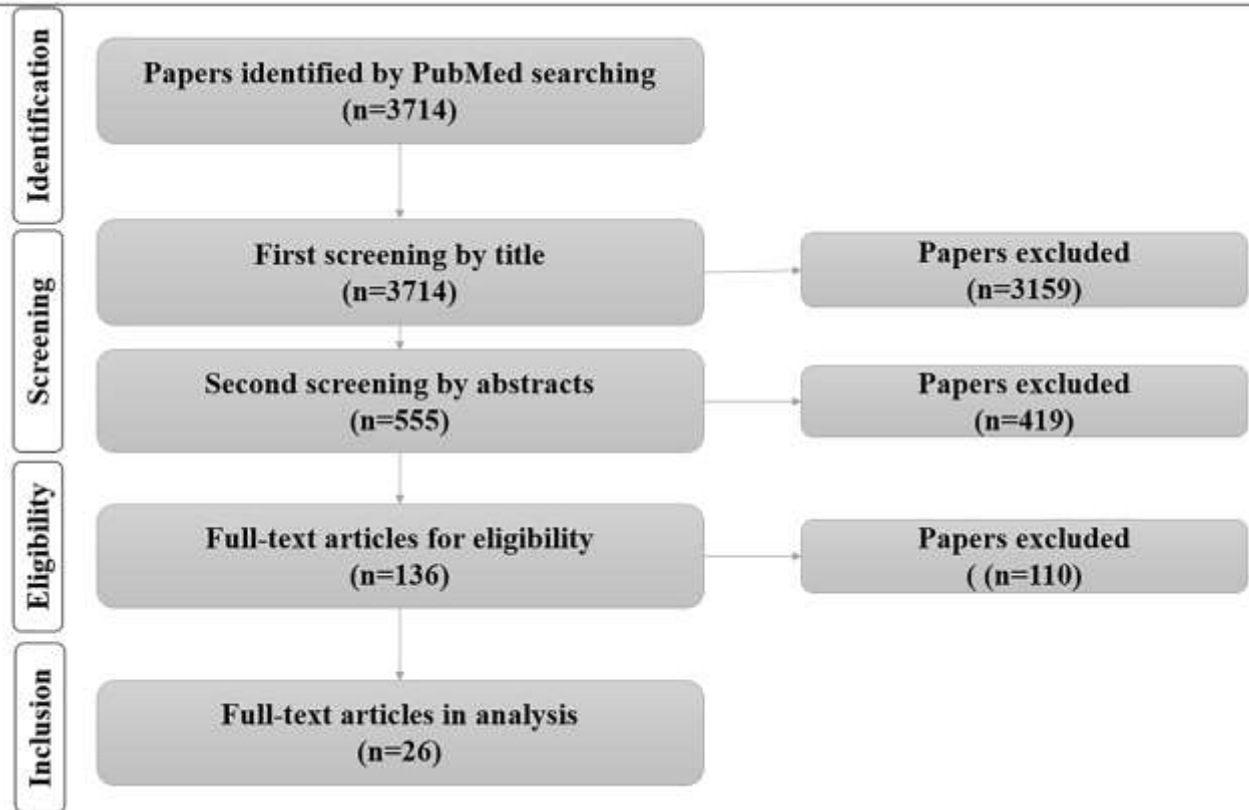 Identification
Papers identified by PubMed searching
(n=3714)
Screening
First screening by title
(n=3714)
Papers excluded
(n=3159)
Second screening by abstracts
(n=555)
Papers excluded
(n=419)
Eligibility
Full-text articles for eligibility
(n=136)
Papers excluded
( (n=110)
Inclusion
Full-text articles in analysis
(n=26)